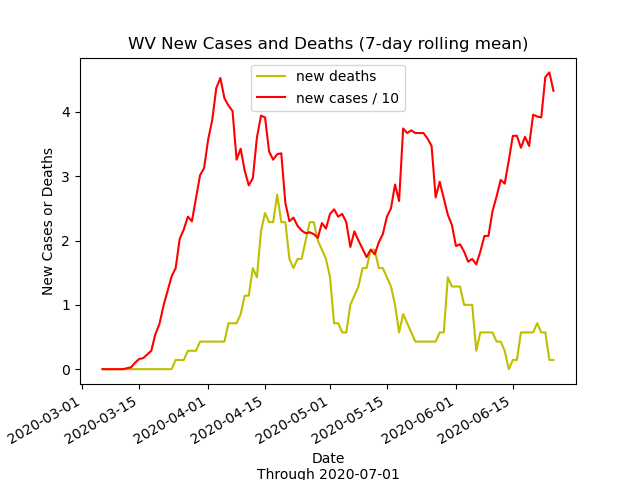 WV New Cases and Deaths (7-day rolling mean)
new deaths
new cases / 10
New Cases or Deaths
4
3
2
1
0
2020-03-01
2020-03-15
2020-04-01
2020-04-15
2020-05-01
2020-05-15
2020-06-01
2020-06-15
Date
Through 2020-07-01